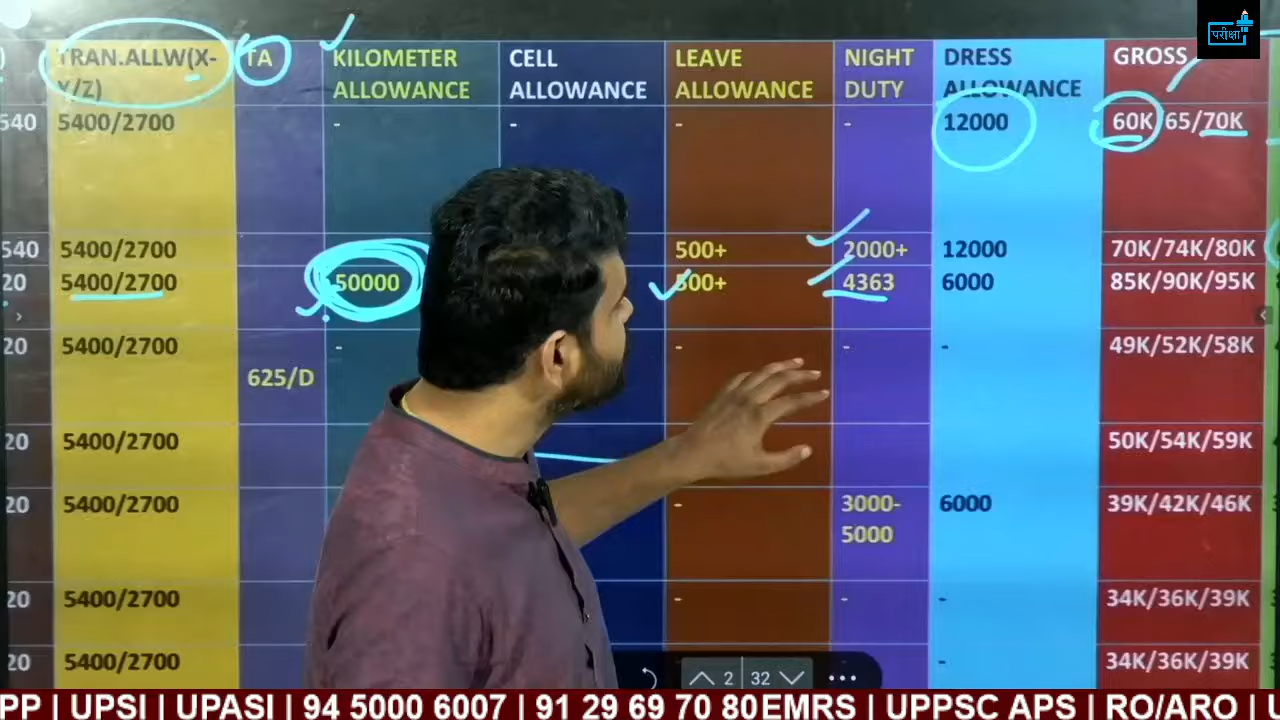 परीक्षा
TRAN.ALLW(X-Y/Z) TA KILOMETER ALLOWANCE CELL ALLOWANCE LEAVE ALLOWANCE NIGHT DUTY DRESS ALLOWANCE GROSS
540 5400/2700 - - - - 12000 60K/65/70K
540 5400/2700 500+ 2000+ 12000 70K/74K/80K
20 5400/2700 50000 500+ 4363 6000 85K/90K/95K
20 5400/2700 - - - - 49K/52K/58K
625/D
20 5400/2700 50K/54K/59K
20 5400/2700 - 3000-5000 6000 39K/42K/46K
20 5400/2700 - - - 34K/36K/39K
20 5400/2700 - - - 34K/36K/39K
2 32
PP | UPSI | UPASI | 94 5000 6007 | 91 29 69 70 80 EMRS | UPPSC APS | RO/ARO | U